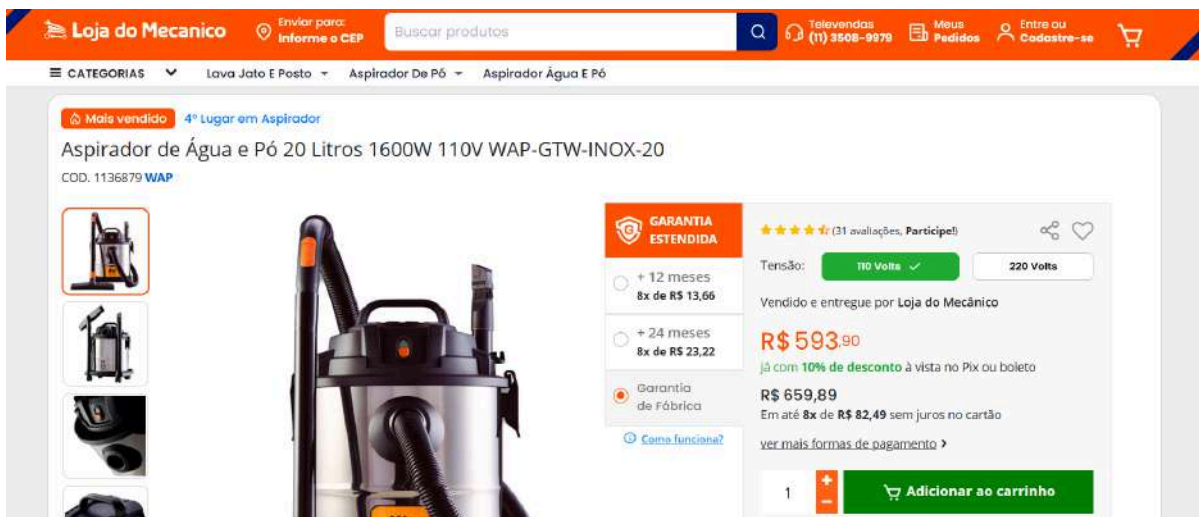 Loja do Mecanico
Enviar para:
Informe o CEP
Buscar produtos
Televendas
(11) 3508-9979
Meus
Pedidos
Entre ou
Cadastre-se
CATEGORIAS
Lava Jato E Posto
Aspirador De Pó
Aspirador Água E Pó
Mais vendido
4º Lugar em Aspirador
Aspirador de Água e Pó 20 Litros 1600W 110V WAP-GTW-INOX-20
COD. 1136879 WAP
GARANTIA
ESTENDIDA
+ 12 meses
8x de R$ 13,66
+ 24 meses
8x de R$ 23,22
Garantia
de Fábrica
Como funciona?
(31 avaliações, Participe!)
Tensão:
110 Volts
220 Volts
Vendido e entregue por Loja do Mecânico
R$ 593,90
já com 10% de desconto à vista no Pix ou boleto
R$ 659,89
Em até 8x de R$ 82,49 sem juros no cartão
ver mais formas de pagamento >
1
+
-
Adicionar ao carrinho